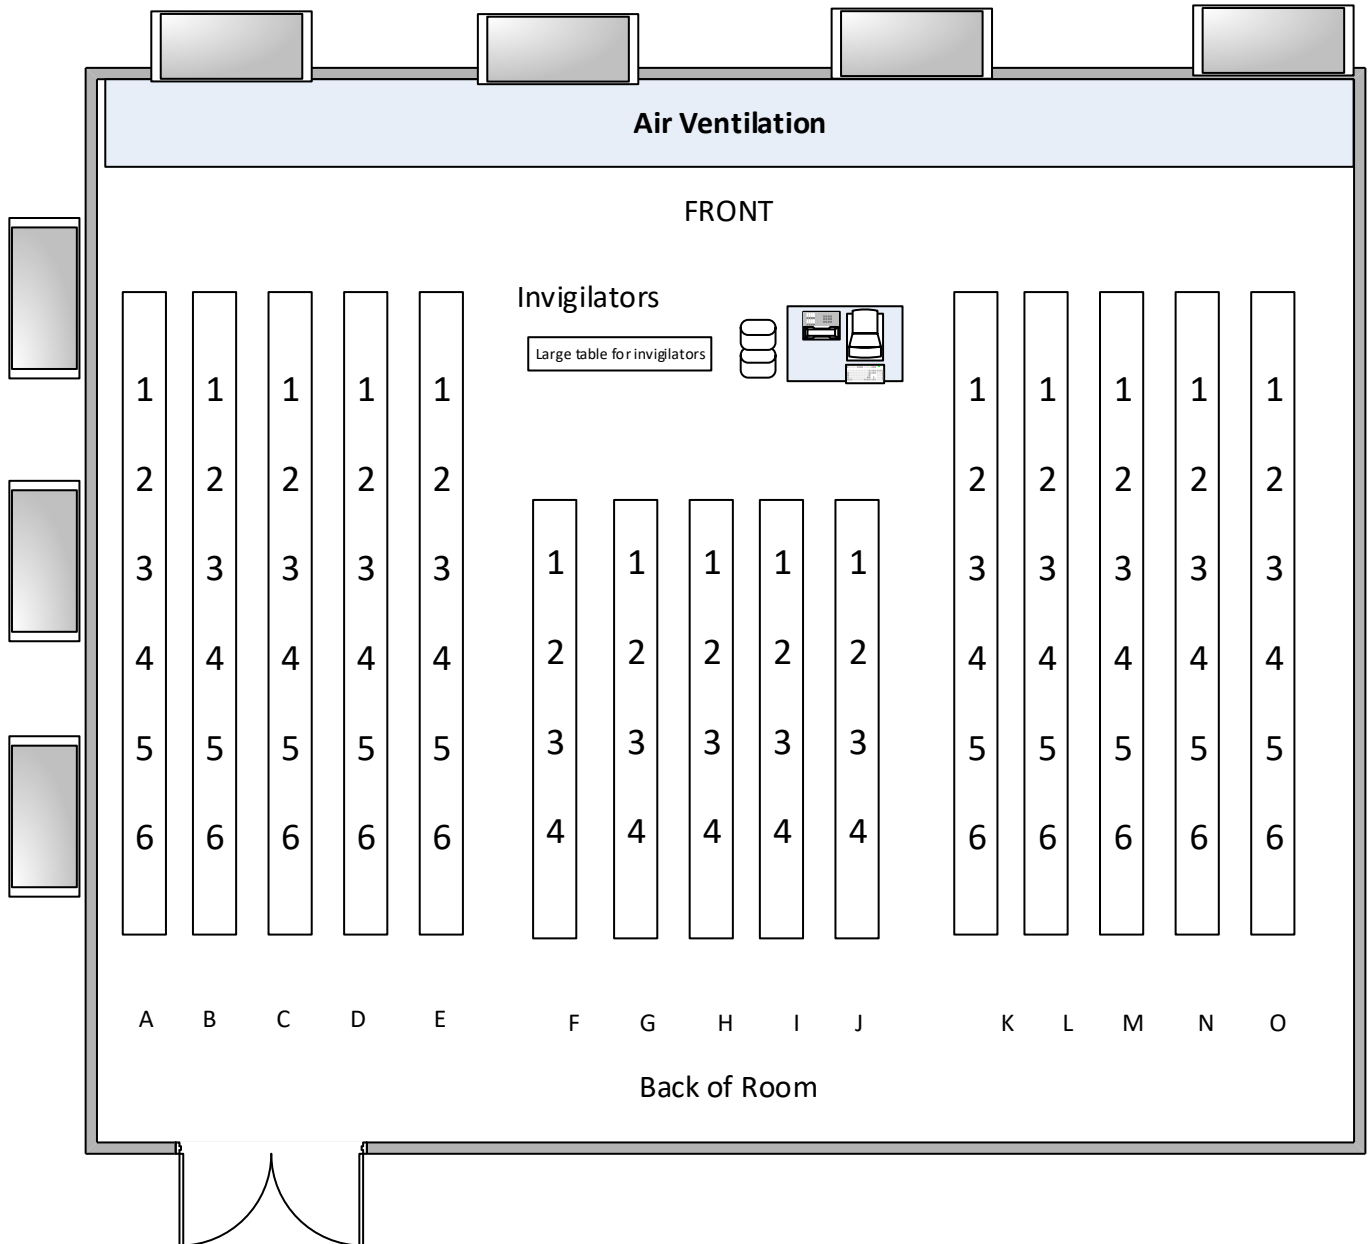 Air Ventilation
FRONT
Invigilators
Large table for invigilators
1 1 1 1 1 1 1 1 1 1
2 2 2 2 2 2 2 2 2 2
1 1 1 1 1
3 3 3 3 3 3 3 3 3 3
2 2 2 2 2
4 4 4 4 4 4 4 4 4 4
3 3 3 3 3
5 5 5 5 5 5 5 5 5 5
4 4 4 4 4
6 6 6 6 6 6 6 6 6 6
A B C D E F G H I J K L M N O
Back of Room